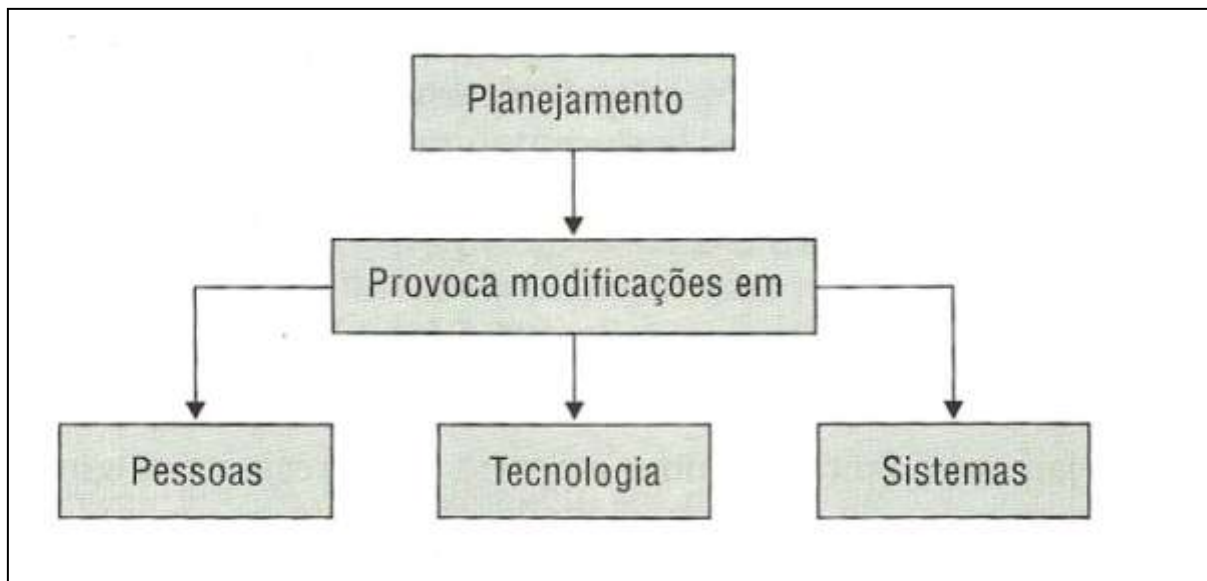 Planejamento
Provoca modificações em
Pessoas
Tecnologia
Sistemas